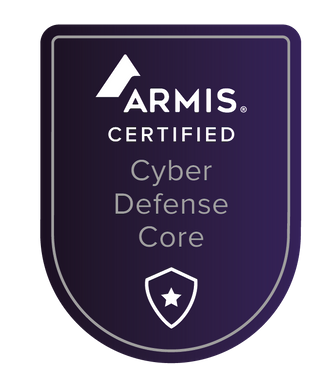 ARMIS®
CERTIFIED
Cyber
Defense
Core